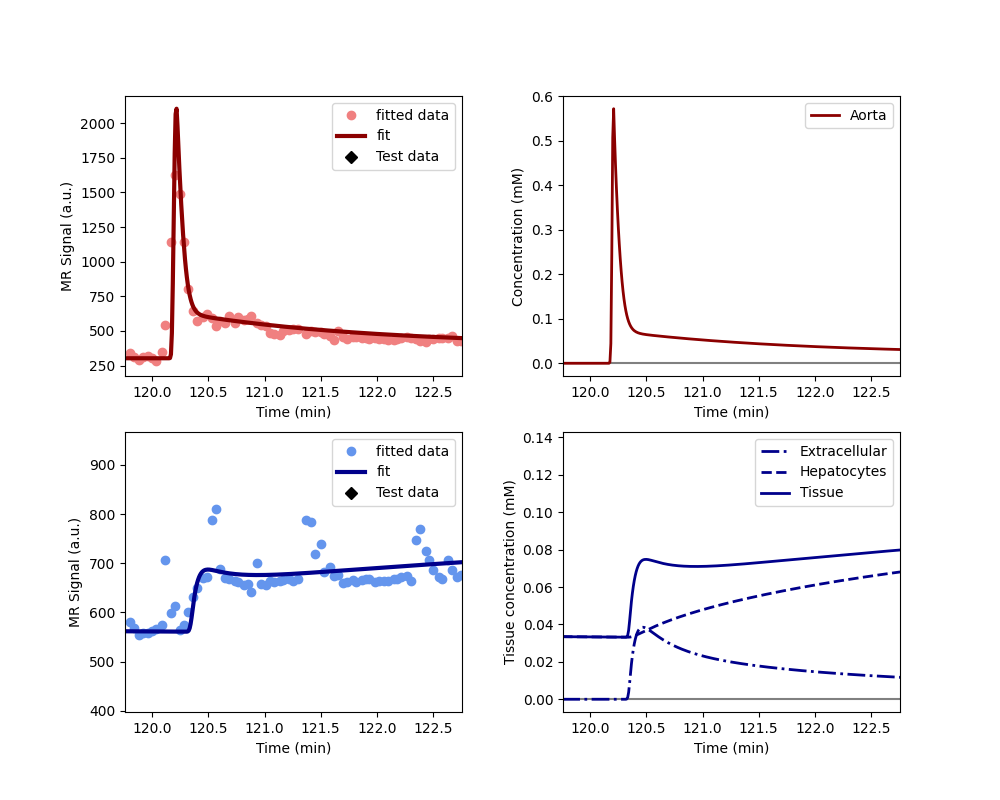 2000
1750
1500
1250
1000
750
500
250
MR Signal (a.u.)
fitted data
fit
Test data
120.0 120.5 121.0 121.5 122.0 122.5
Time (min)
0.6
0.5
0.4
0.3
0.2
0.1
0.0
Concentration (mM)
Aorta
120.0 120.5 121.0 121.5 122.0 122.5
Time (min)
900
800
700
600
500
400
MR Signal (a.u.)
fitted data
fit
Test data
120.0 120.5 121.0 121.5 122.0 122.5
Time (min)
0.14
0.12
0.10
0.08
0.06
0.04
0.02
0.00
Tissue concentration (mM)
Extracellular
Hepatocytes
Tissue
120.0 120.5 121.0 121.5 122.0 122.5
Time (min)